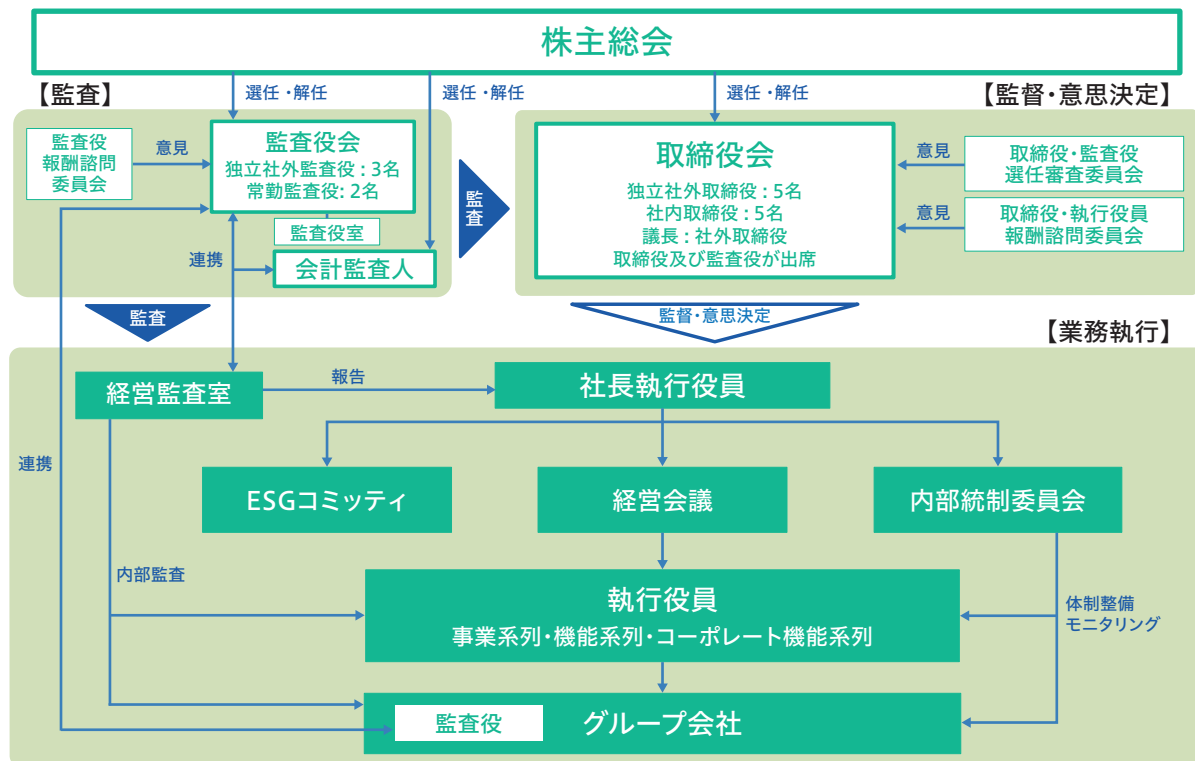 株主総会
【監査】
選任・解任
選任・解任
選任・解任
【監督・意思決定】
監査役
報酬諮問
委員会
意見
監査役会
独立社外監査役：3名
常勤監査役：2名
監査役室
連携
会計監査人
監査
取締役会
独立社外取締役：5名
社内取締役：5名
議長：社外取締役
取締役及び監査役が出席
意見
取締役・監査役
選任審査委員会
意見
取締役・執行役員
報酬諮問委員会
監査
監督・意思決定
【業務執行】
経営監査室
報告
社長執行役員
連携
ESGコミッティ
経営会議
内部統制委員会
内部監査
執行役員
事業系列・機能系列・コーポレート機能系列
体制整備
モニタリング
監査役
グループ会社